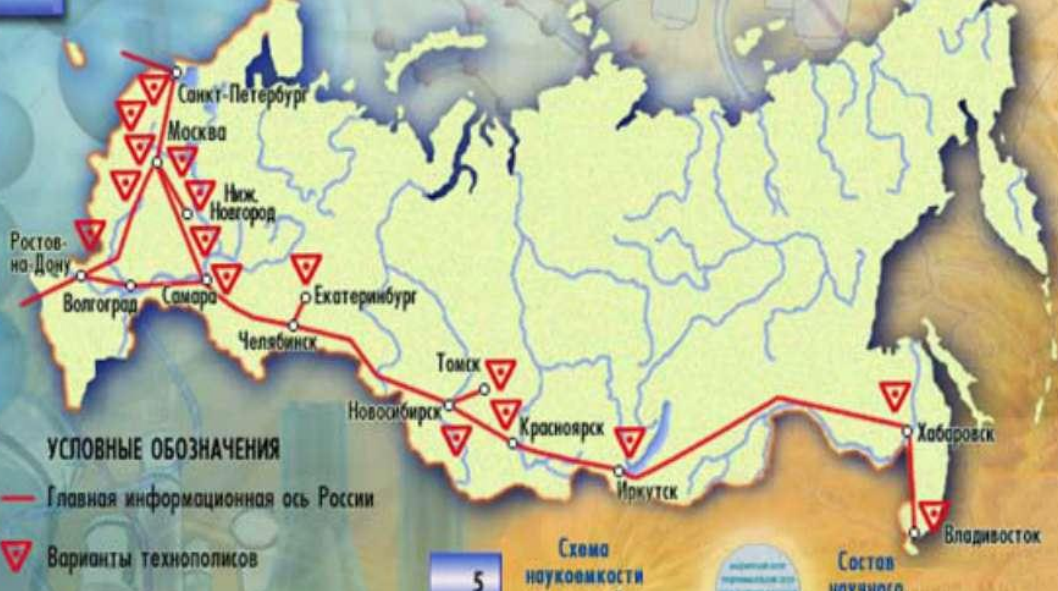 Санкт-Петербург
Москва
Ниж.
Новгород
Ростов-
на-Дону
Волгоград
Самара
Екатеринбург
Челябинск
Томск
Новосибирск
Красноярск
Иркутск
Хабаровск
Владивосток
УСЛОВНЫЕ ОБОЗНАЧЕНИЯ
Главная информационная ось России
Варианты технополисов
5
Схема
наукоемкости
Состав